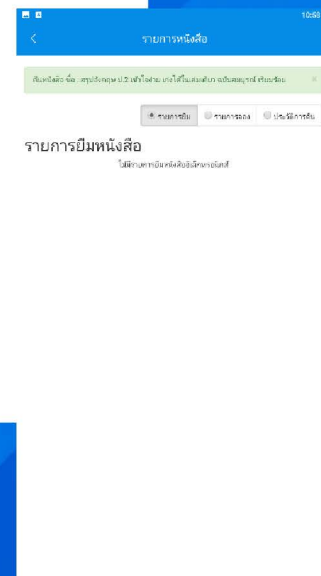 10:58
รายการหนังสือ
คืนหนังสือ ชื่อ : สรุปอังกฤษ ป.2 เข้าใจง่าย เก่งได้ในเล่มเดียว ฉบับสมบูรณ์ เรียบร้อย ×
รายการยืม รายการจอง ประวัติการคืน
รายการยืมหนังสือ
ไม่มีรายการยืมหนังสืออิเล็กทรอนิกส์